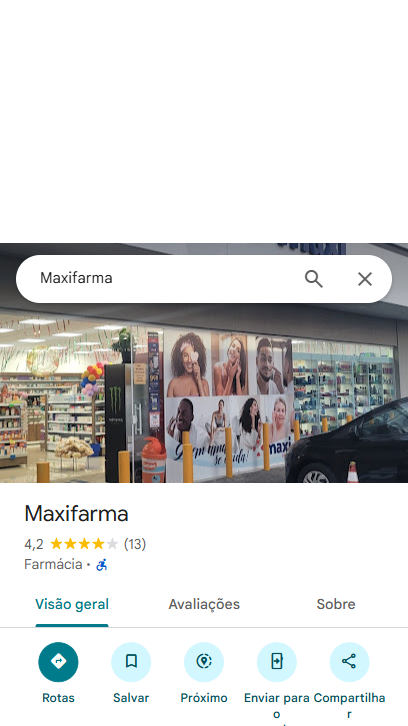 Maxifarma
maxi
Maxifarma
4,2 (13)
Farmácia •
Visão geral
Avaliações
Sobre
Rotas
Salvar
Próximo
Enviar para o
Compartilhar